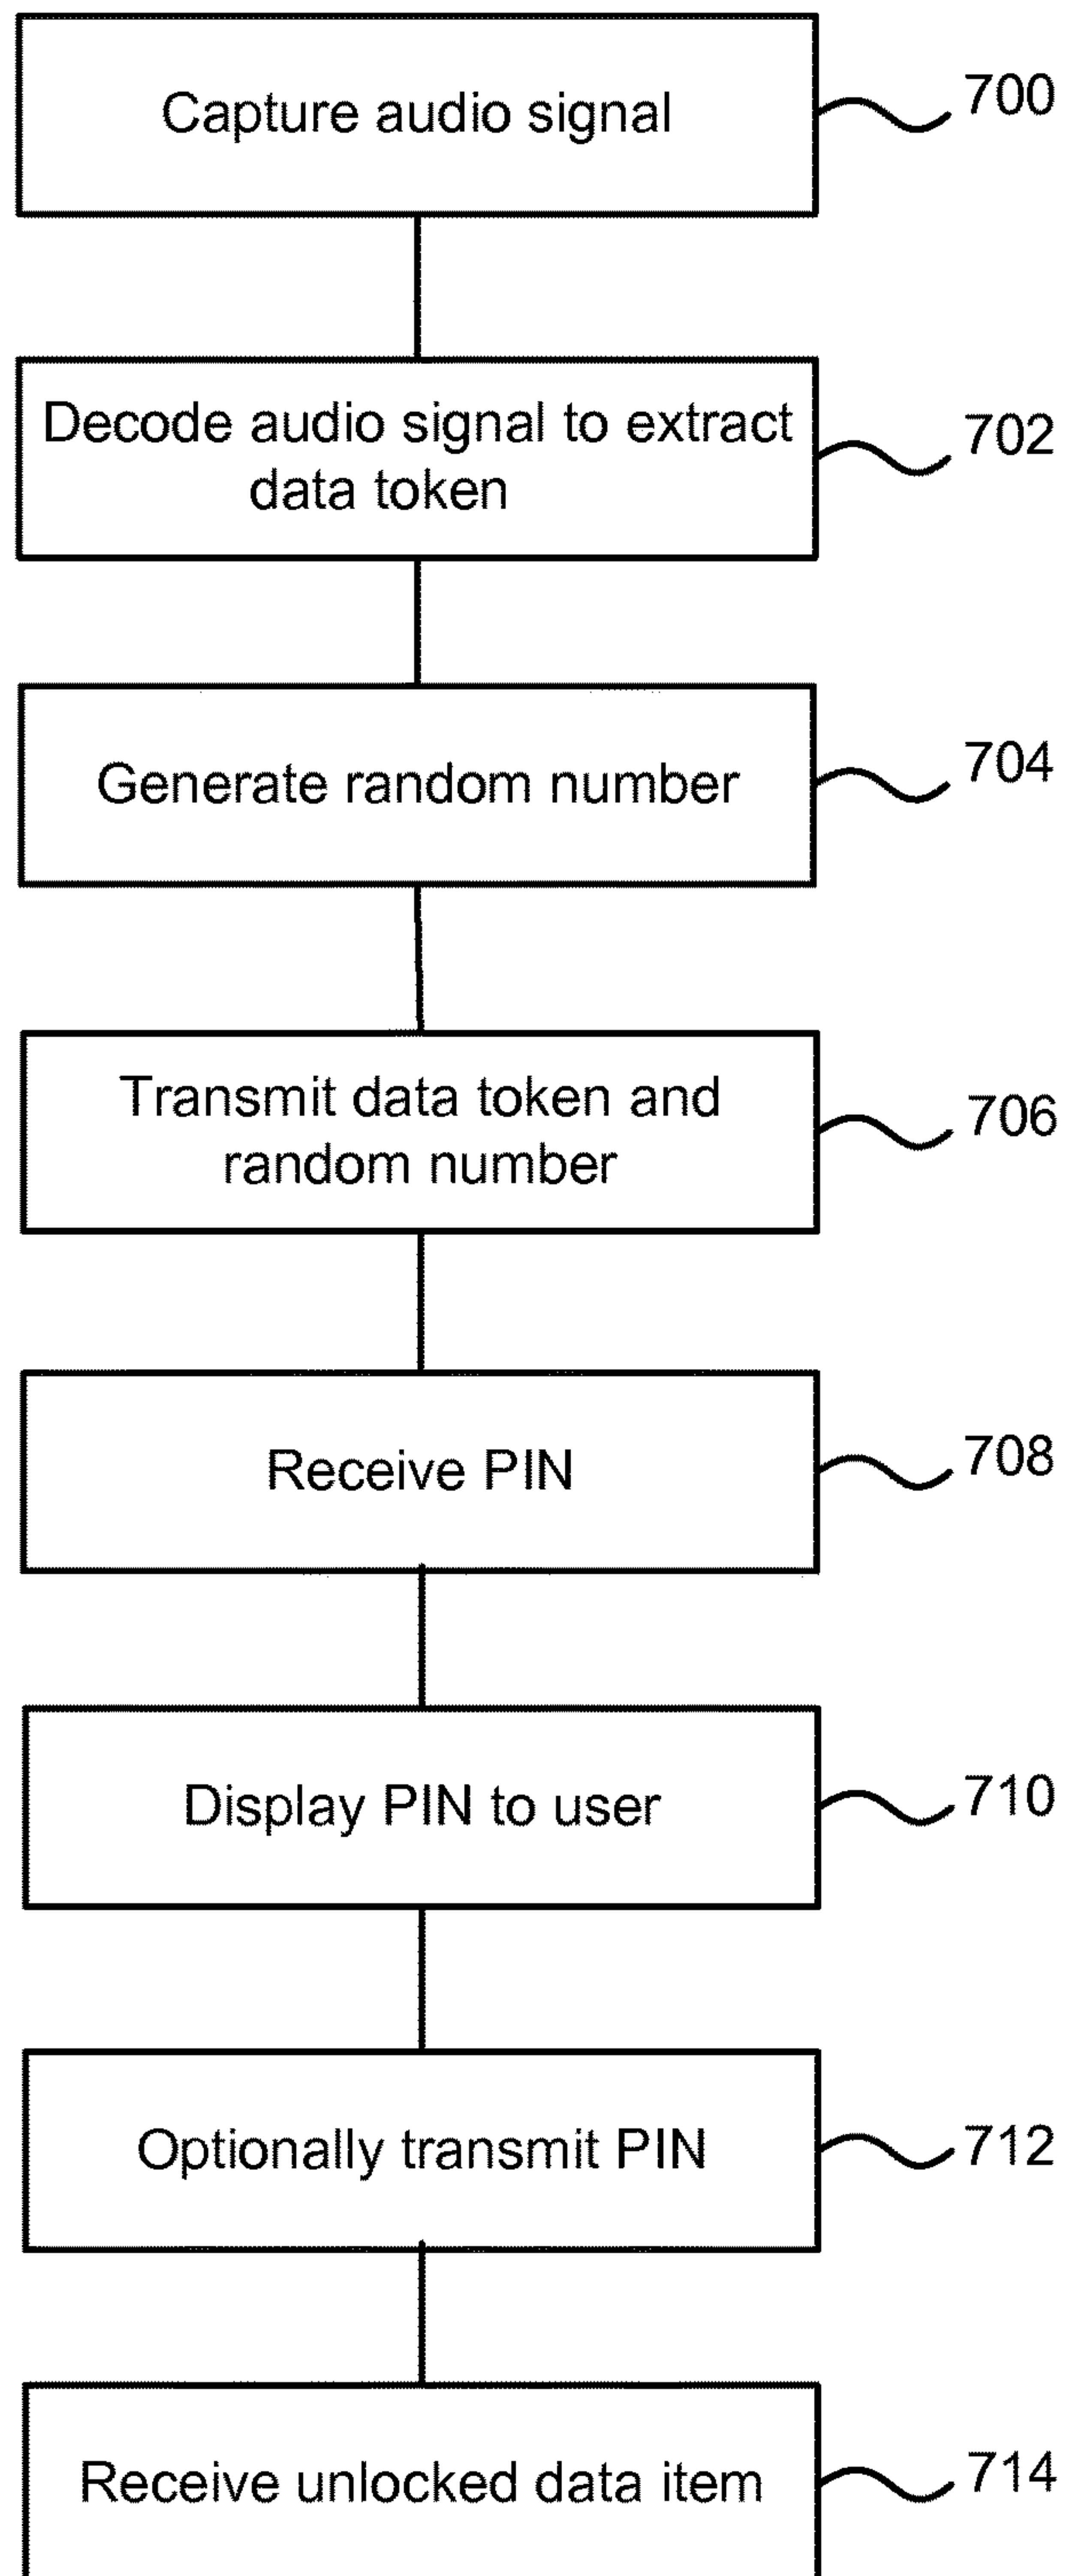 Capture audio signal
700
Decode audio signal to extract
data token
702
Generate random number
704
Transmit data token and
random number
706
Receive PIN
708
Display PIN to user
710
Optionally transmit PIN
712
Receive unlocked data item
714